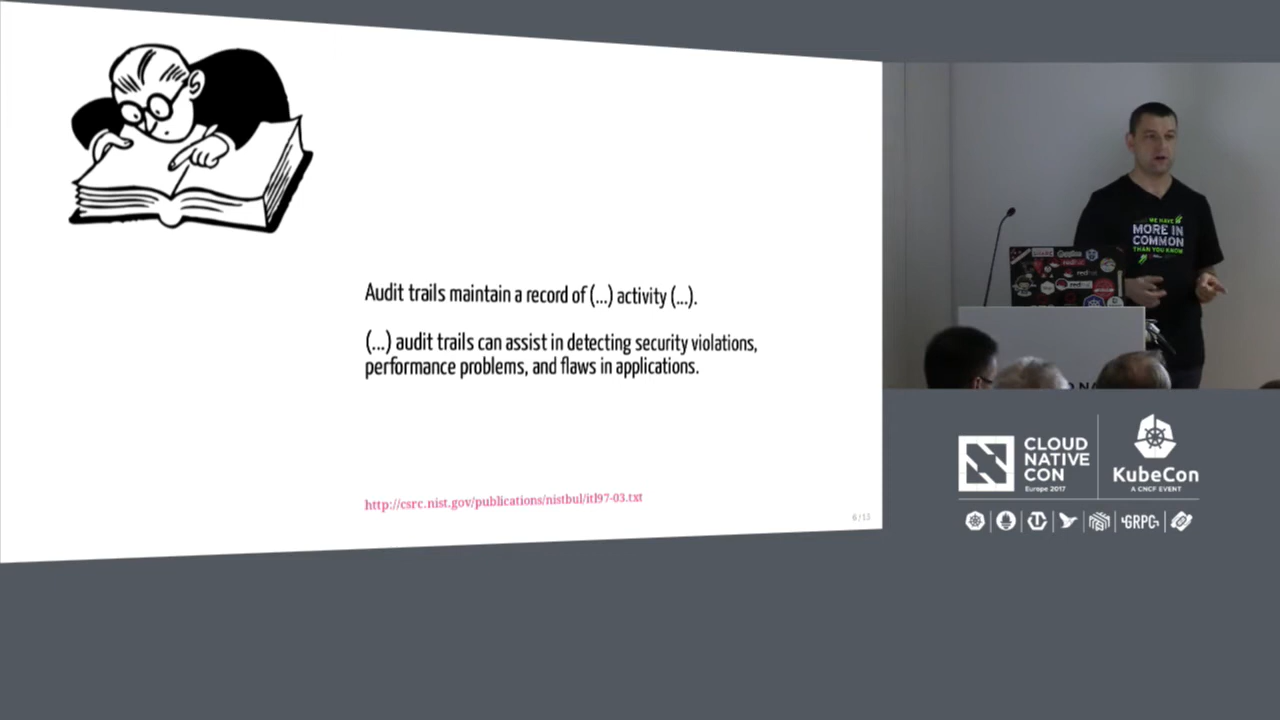 Audit trails maintain a record of (...) activity (...).
(...) audit trails can assist in detecting security violations,
performance problems, and flaws in applications.
http://csrc.nist.gov/publications/nistbul/itl97-03.txt
6 / 15
WE HAVE
MORE IN
COMMON
THAN YOU KNOW
redhat
CLOUD
NATIVE
CON
Europe 2017
KubeCon
A CNCF EVENT
GRPC